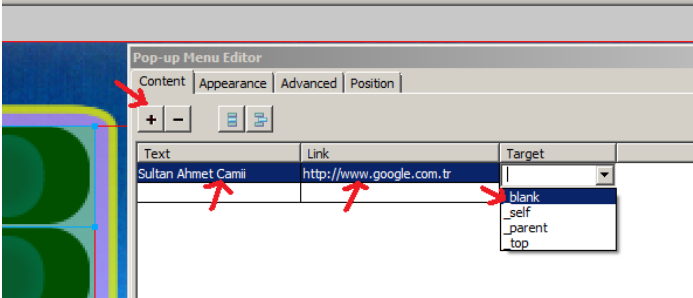 Pop-up Menu Editor
Content Appearance Advanced Position
+ −
Text Link Target
Sultan Ahmet Camii http://www.google.com.tr
_blank
_self
_parent
_top